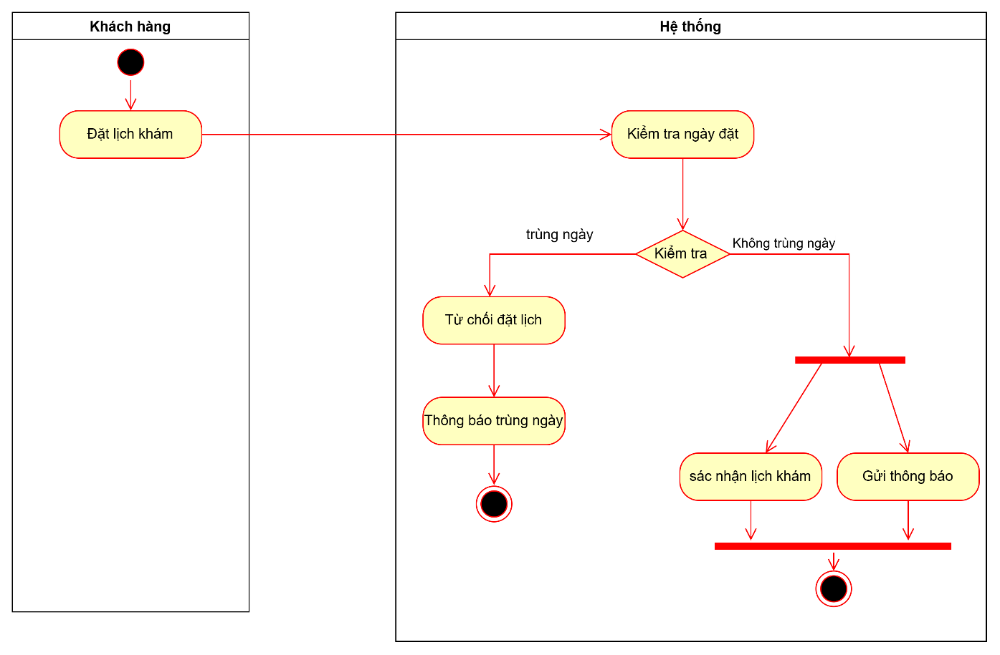 Khách hàng
Hệ thống
Đặt lịch khám
Kiểm tra ngày đặt
trùng ngày
Không trùng ngày
Kiểm tra
Từ chối đặt lịch
Thông báo trùng ngày
sác nhận lịch khám
Gửi thông báo